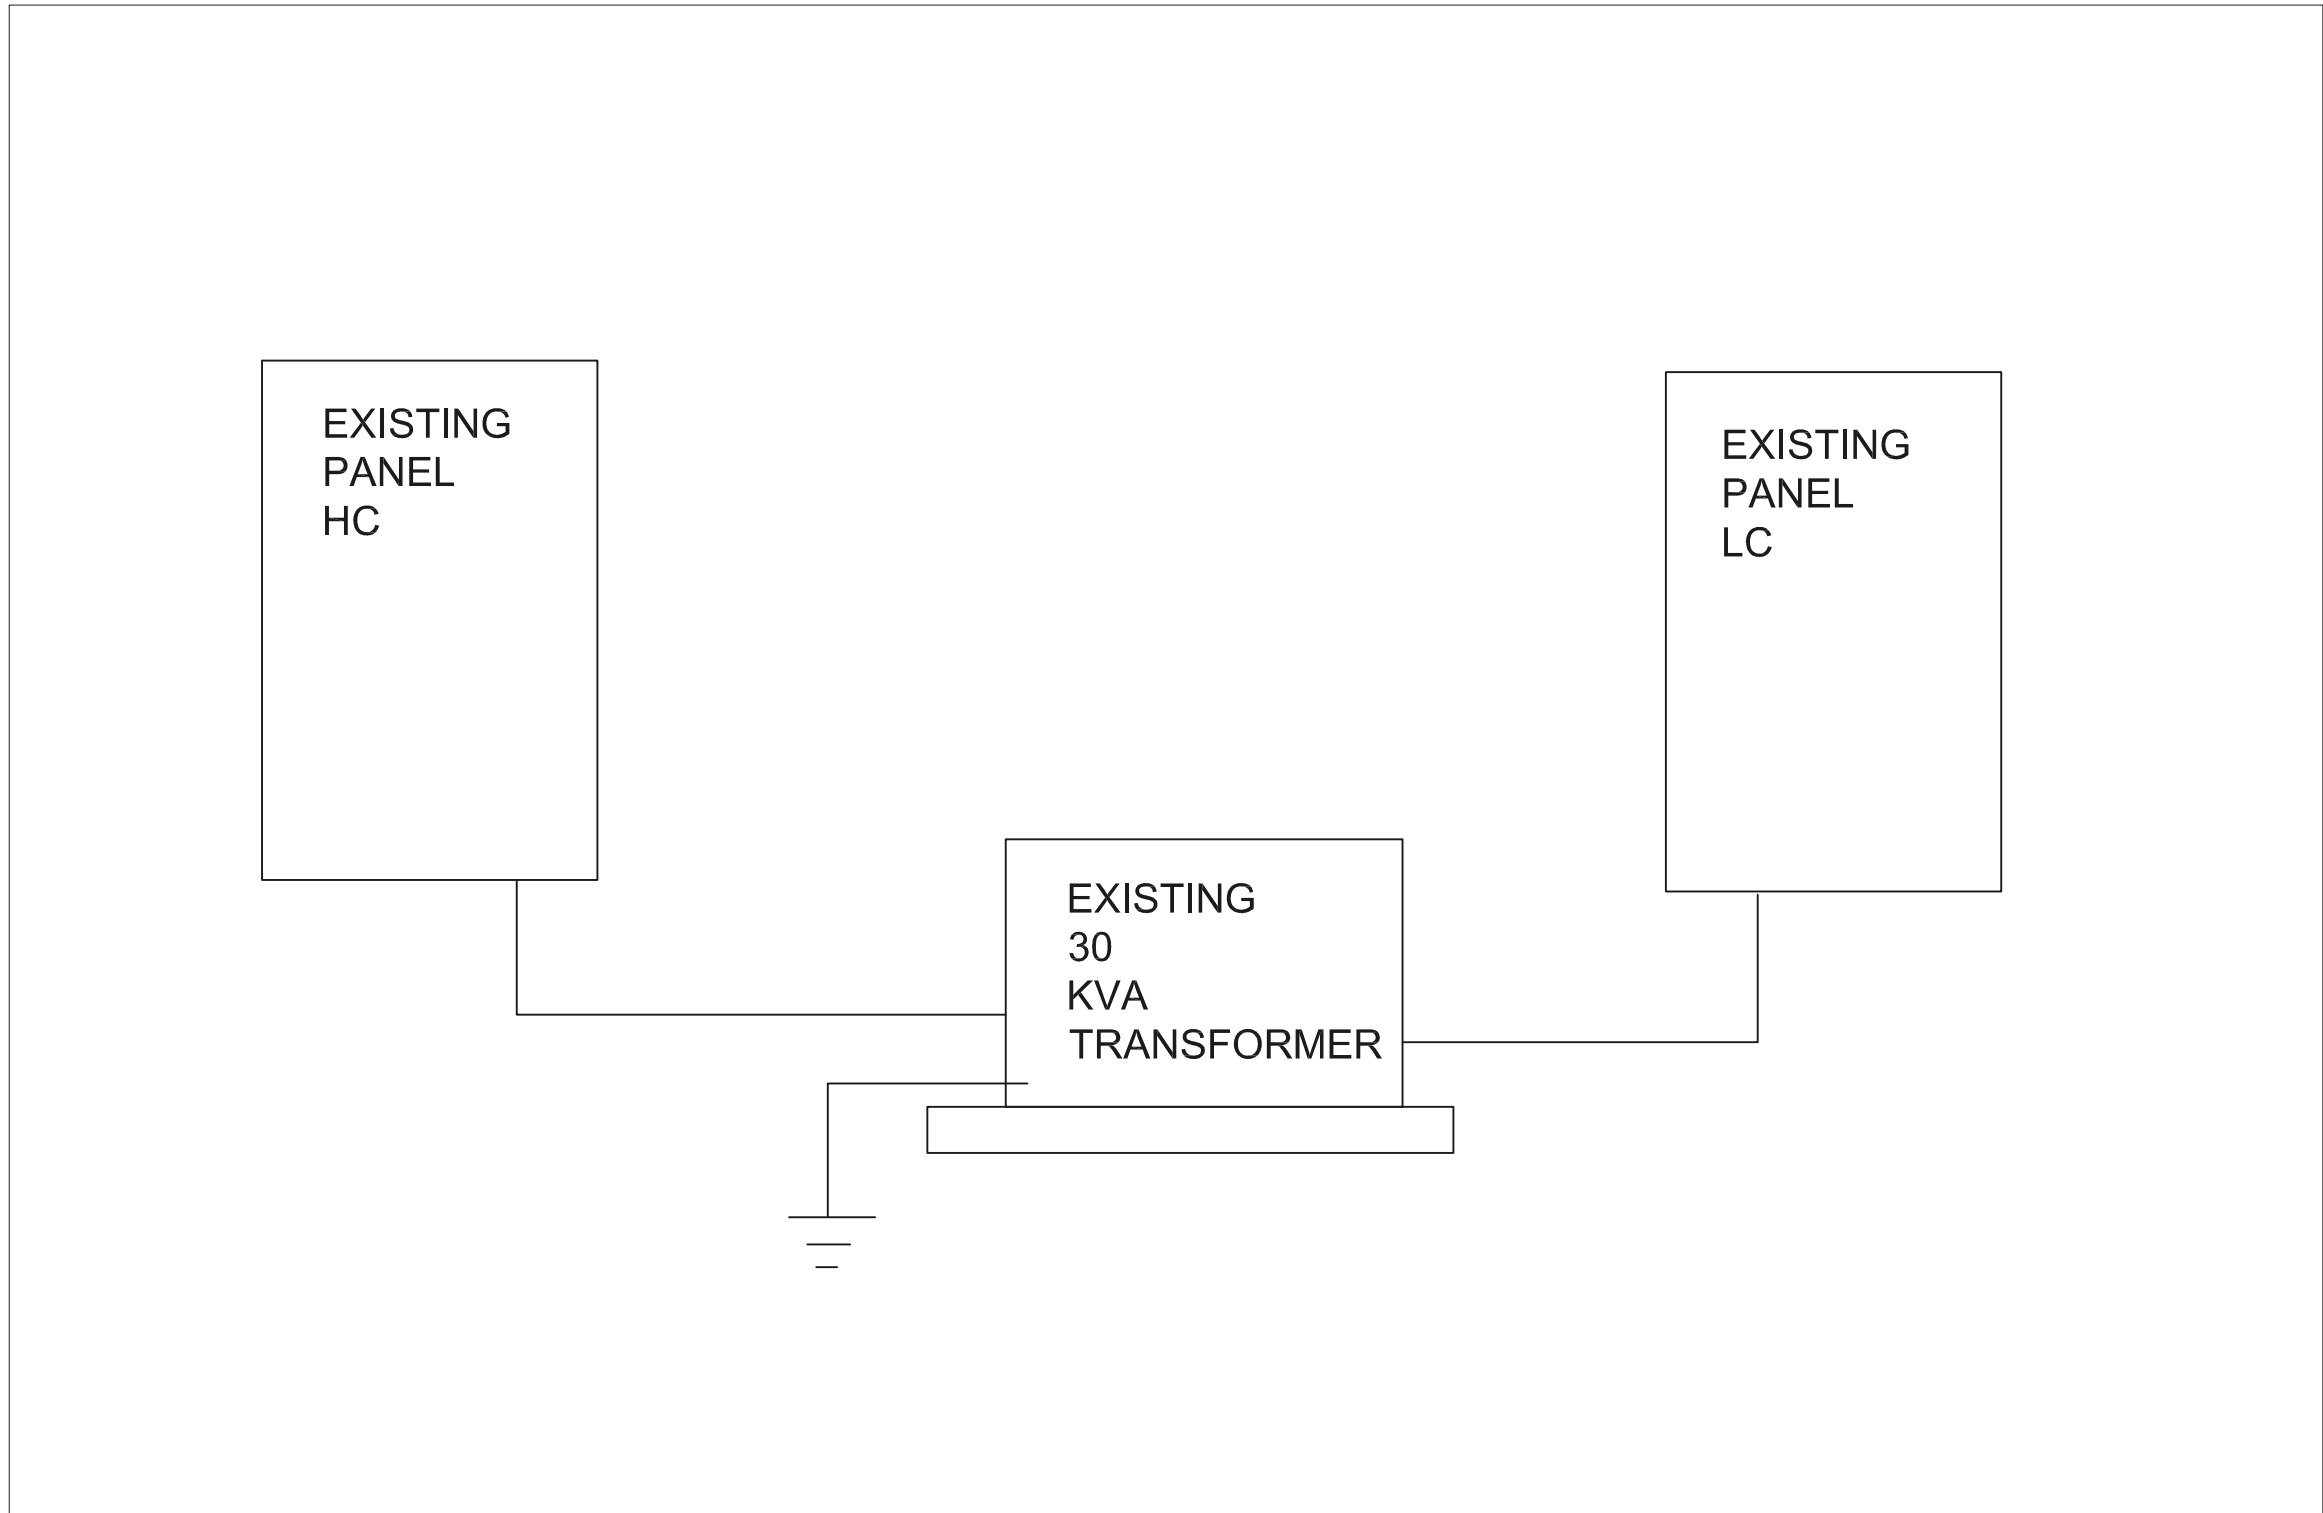 EXISTING
PANEL
HC
EXISTING
PANEL
LC
EXISTING
30
KVA
TRANSFORMER